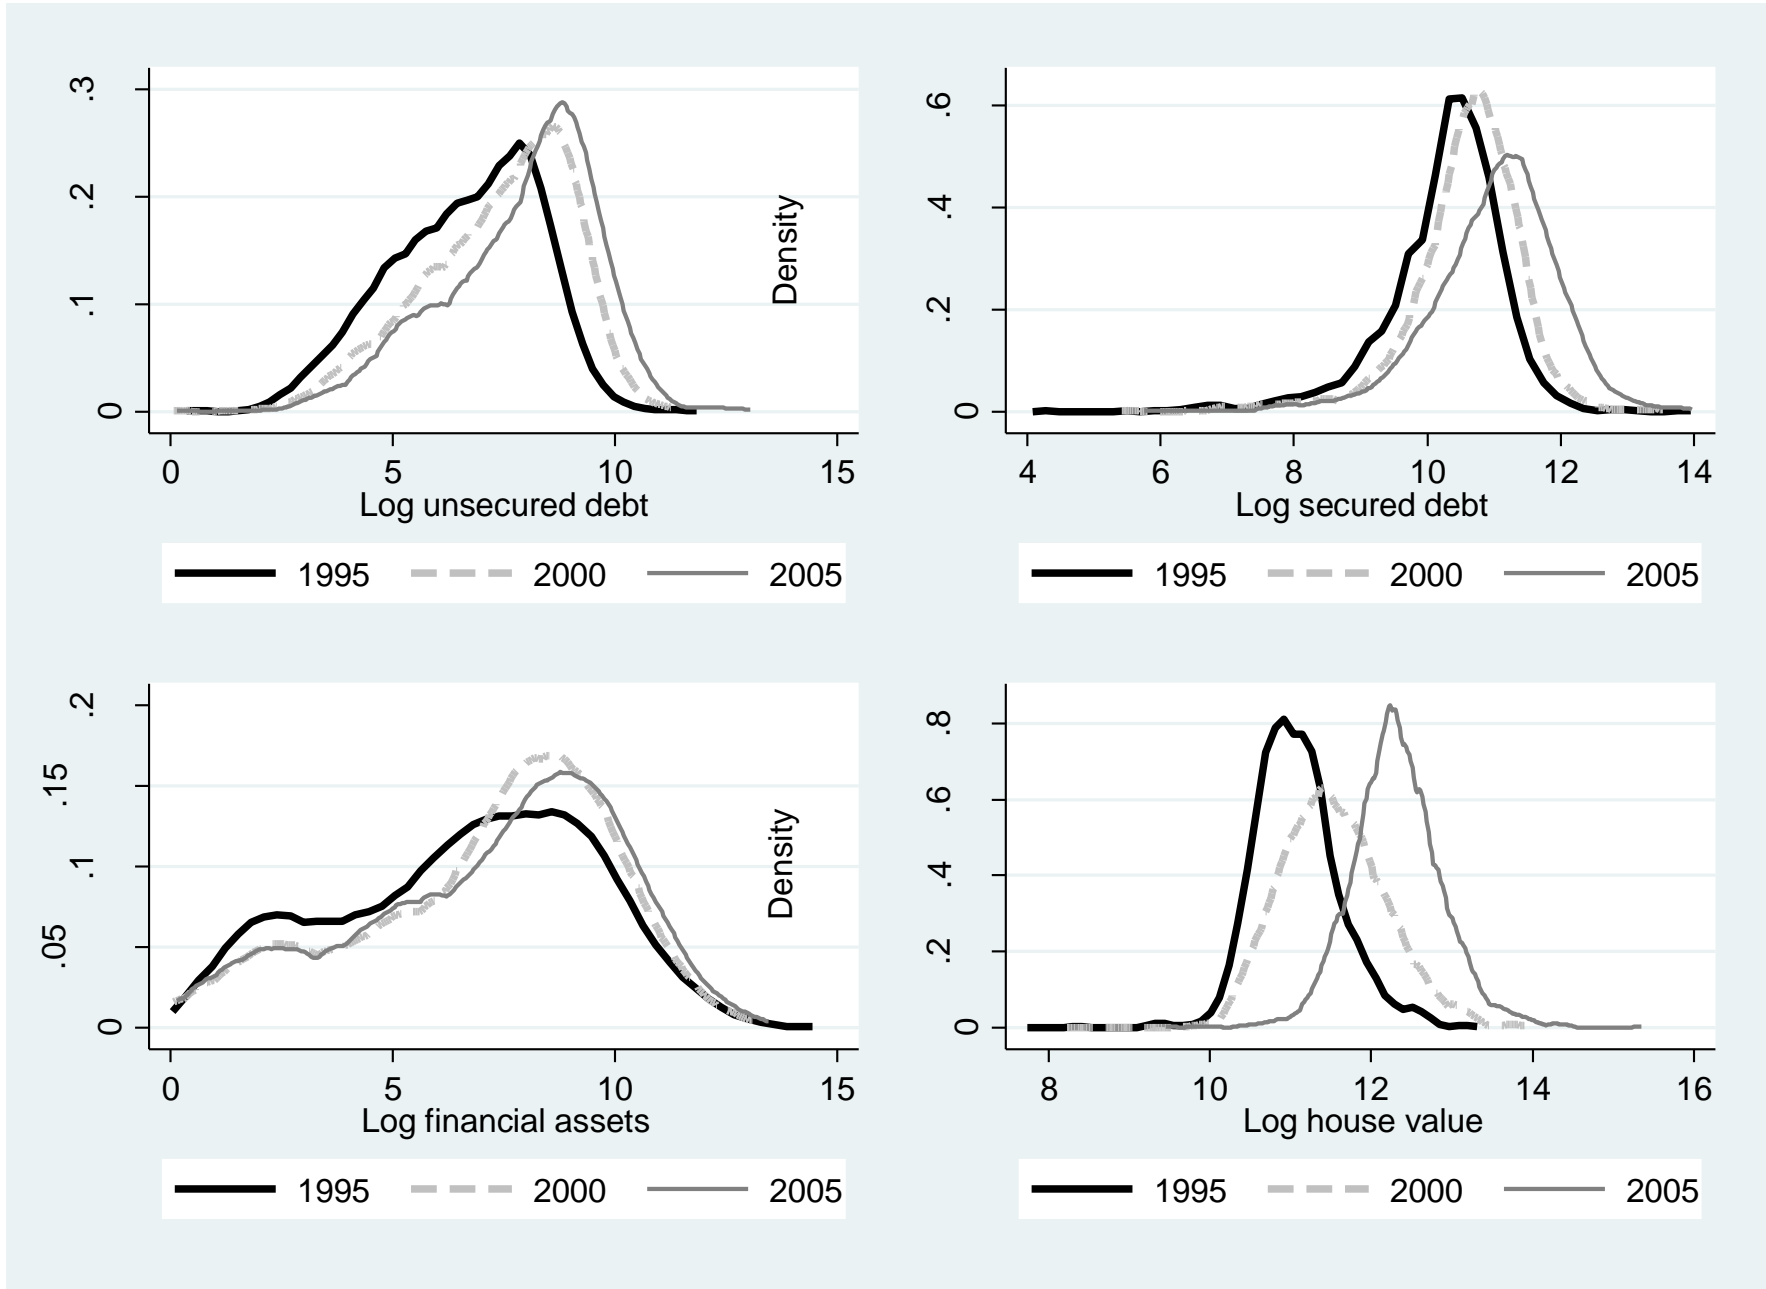 .3
.2
.1
0
0 5 10 15
Log unsecured debt
1995 2000 2005
Density
.6
.4
.2
0
4 6 8 10 12 14
Log secured debt
1995 2000 2005
.2
.15
.1
.05
0
0 5 10 15
Log financial assets
1995 2000 2005
Density
.8
.6
.4
.2
0
8 10 12 14 16
Log house value
1995 2000 2005